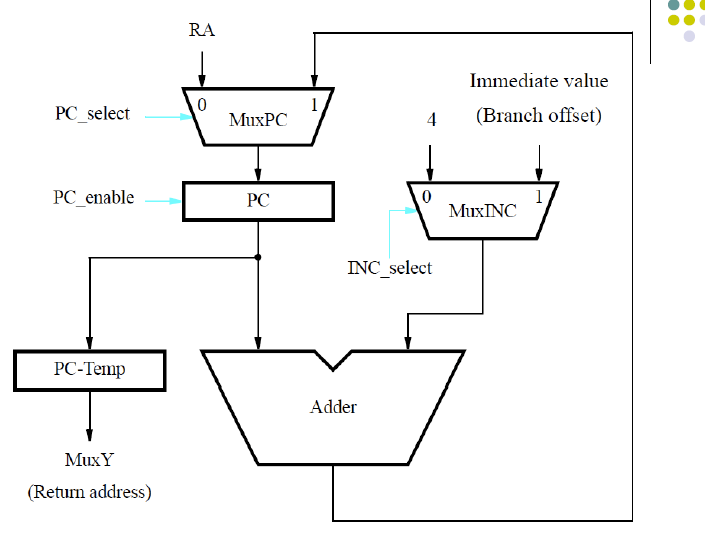 RA
Immediate value
(Branch offset)
4
PC_select
0
1
MuxPC
PC_enable
PC
0
1
MuxINC
INC_select
PC-Temp
Adder
MuxY
(Return address)